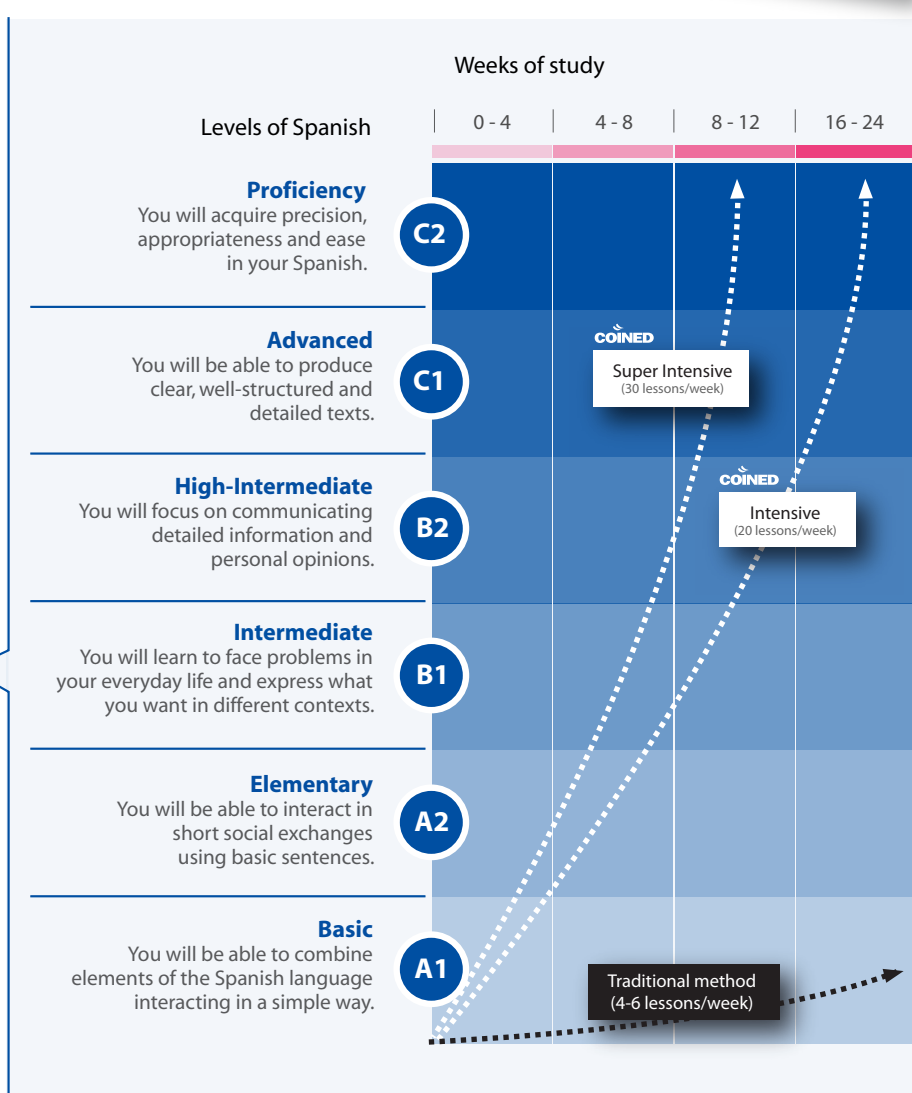 Weeks of study
Levels of Spanish
0 - 4
4 - 8
8 - 12
16 - 24
Proficiency
You will acquire precision,
appropriateness and ease
in your Spanish.
C2
Advanced
You will be able to produce
clear, well-structured and
detailed texts.
C1
COINED
Super Intensive
(30 lessons/week)
High-Intermediate
You will focus on communicating
detailed information and
personal opinions.
B2
COINED
Intensive
(20 lessons/week)
Intermediate
You will learn to face problems in
your everyday life and express what
you want in different contexts.
B1
Elementary
You will be able to interact in
short social exchanges
using basic sentences.
A2
Basic
You will be able to combine
elements of the Spanish language
interacting in a simple way.
A1
Traditional method
(4-6 lessons/week)